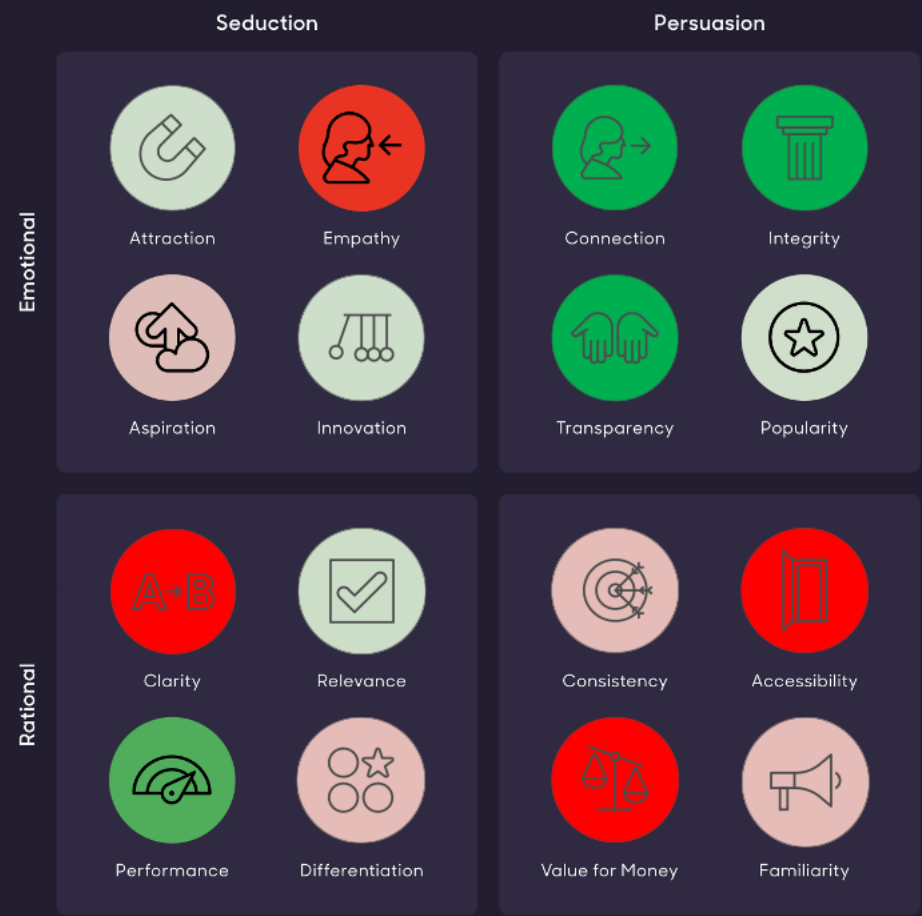 Seduction
Persuasion
Emotional
Attraction
Empathy
Connection
Integrity
Aspiration
Innovation
Transparency
Popularity
Rational
A→B
Clarity
Relevance
Consistency
Accessibility
Performance
Differentiation
Value for Money
Familiarity